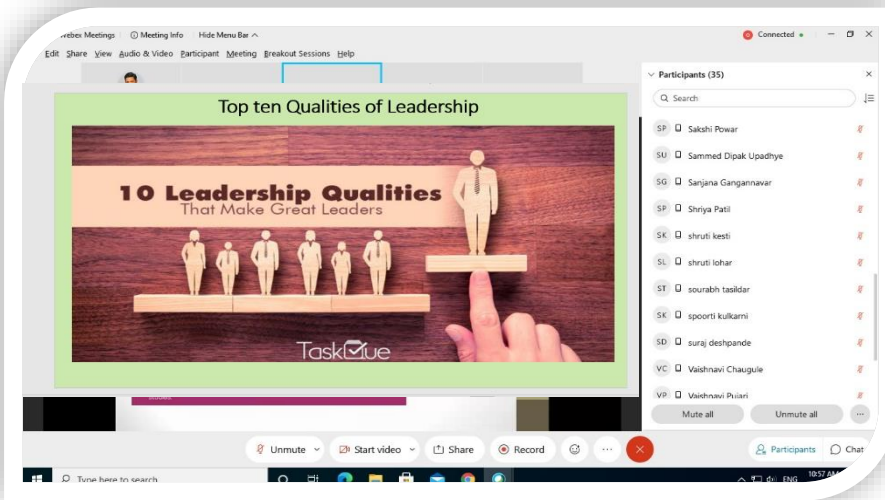 Webex Meetings Meeting Info Hide Menu Bar
Connected
Edit Share View Audio & Video Participant Meeting Breakout Sessions Help
Top ten Qualities of Leadership
10 Leadership Qualities
That Make Great Leaders
Task ue
Participants (35)
Search
SP Sakshi Powar
SU Sammed Dipak Upadhye
SG Sanjana Gangannavar
SP Shriya Patil
SK shruti kesti
SL shruti lohar
ST sourabh tasildar
SK spoorti kulkarni
SD suraj deshpande
VC Vaishnavi Chaugule
VP Vaishnavi Pujari
Mute all Unmute all
Unmute Start video Share Record Participants Chat
Type here to search
ENG 10:57 AM